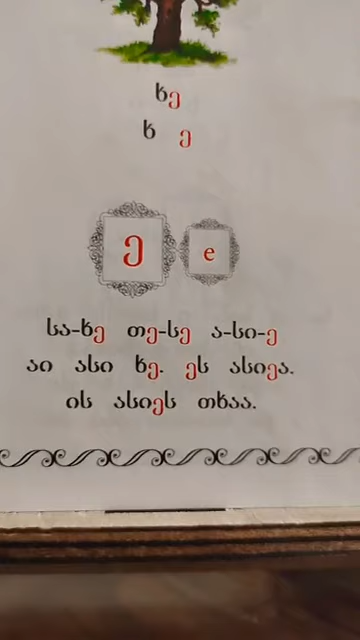 ხე
ხ ე
ე e
სა-ხე თე-სე ა-სი-ე
აი ასი ხე. ეს ასიეა.
ის ასიეს თხაა.